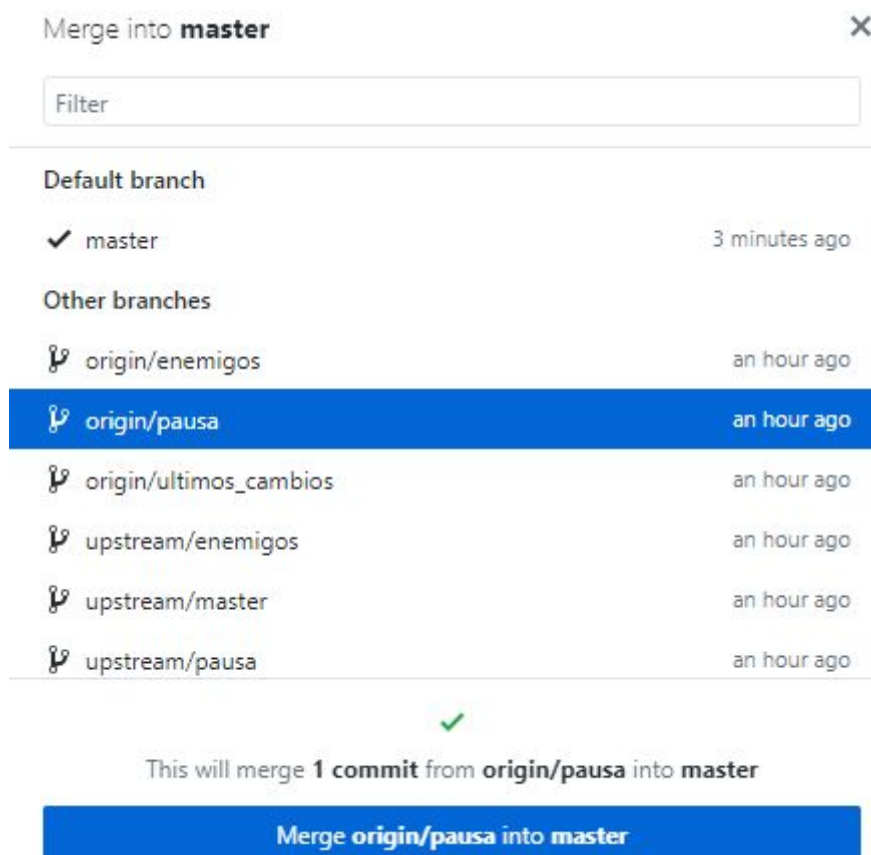 Merge into master
Filter
Default branch
master 3 minutes ago
Other branches
origin/enemigos an hour ago
origin/pausa an hour ago
origin/ultimos_cambios an hour ago
upstream/enemigos an hour ago
upstream/master an hour ago
upstream/pausa an hour ago
This will merge 1 commit from origin/pausa into master
Merge origin/pausa into master